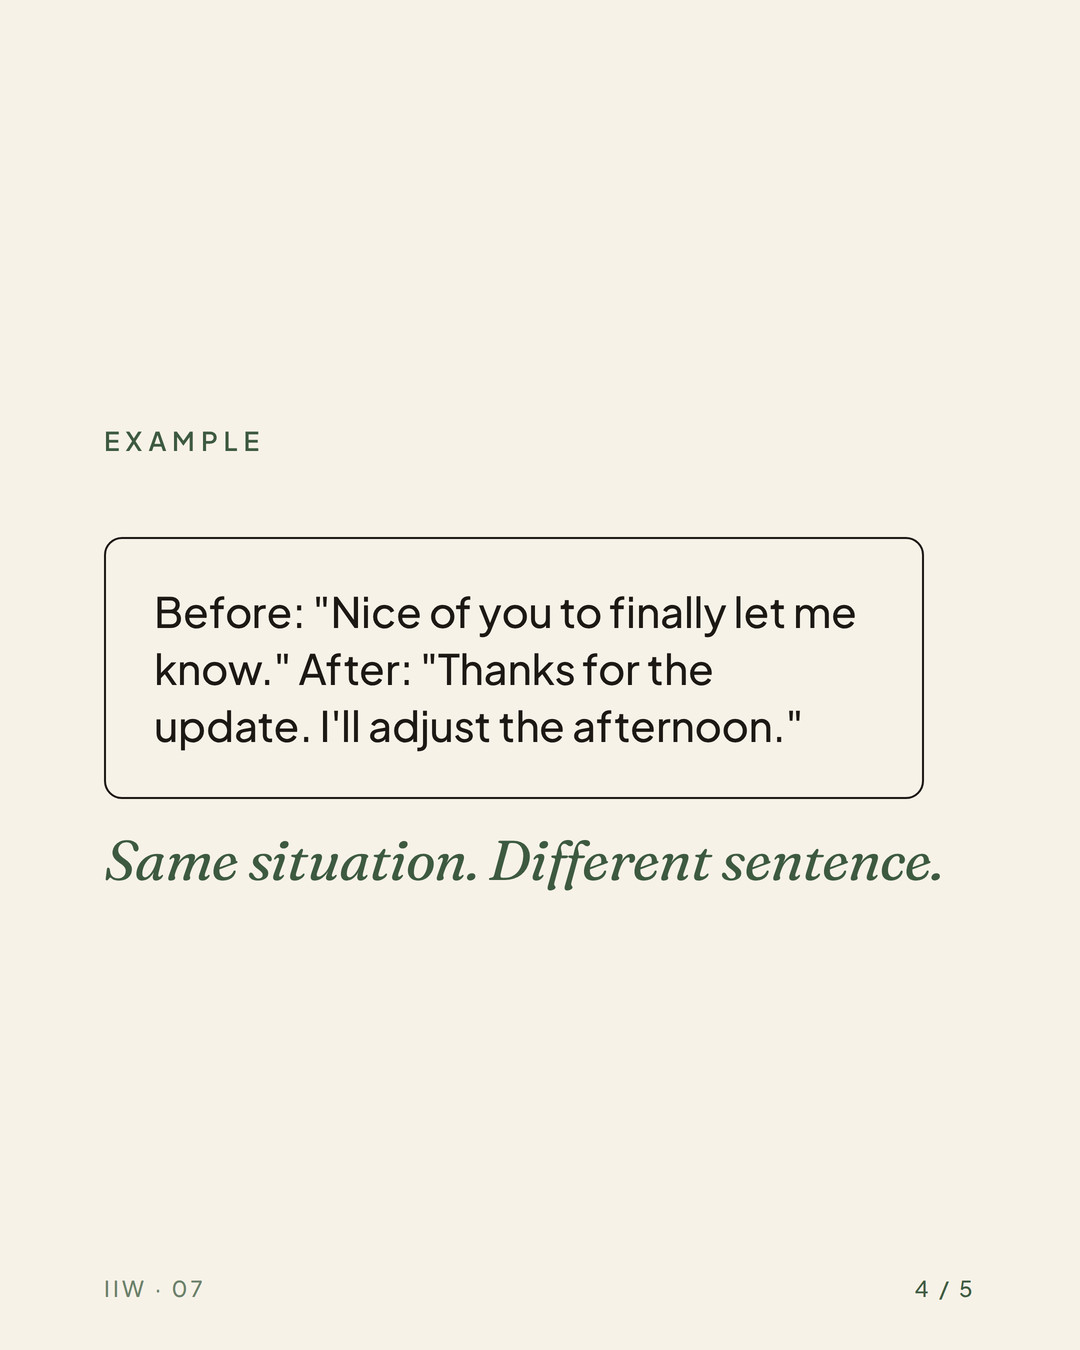 EXAMPLE
Before: "Nice of you to finally let me
know." After: "Thanks for the
update. I'll adjust the afternoon."
Same situation. Different sentence.
IIW · 07
4 / 5